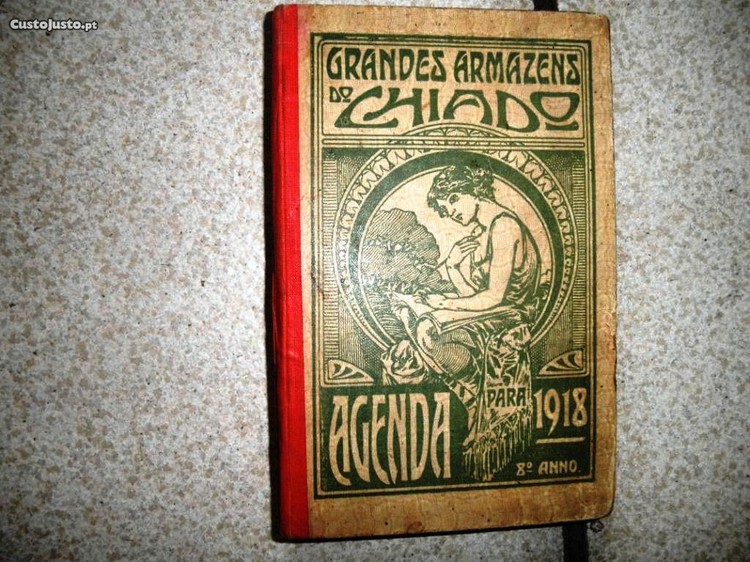 CustoJusto.pt
GRANDES ARMAZENS
DO CHIADO
AGENDA PARA 1918
8º ANNO.